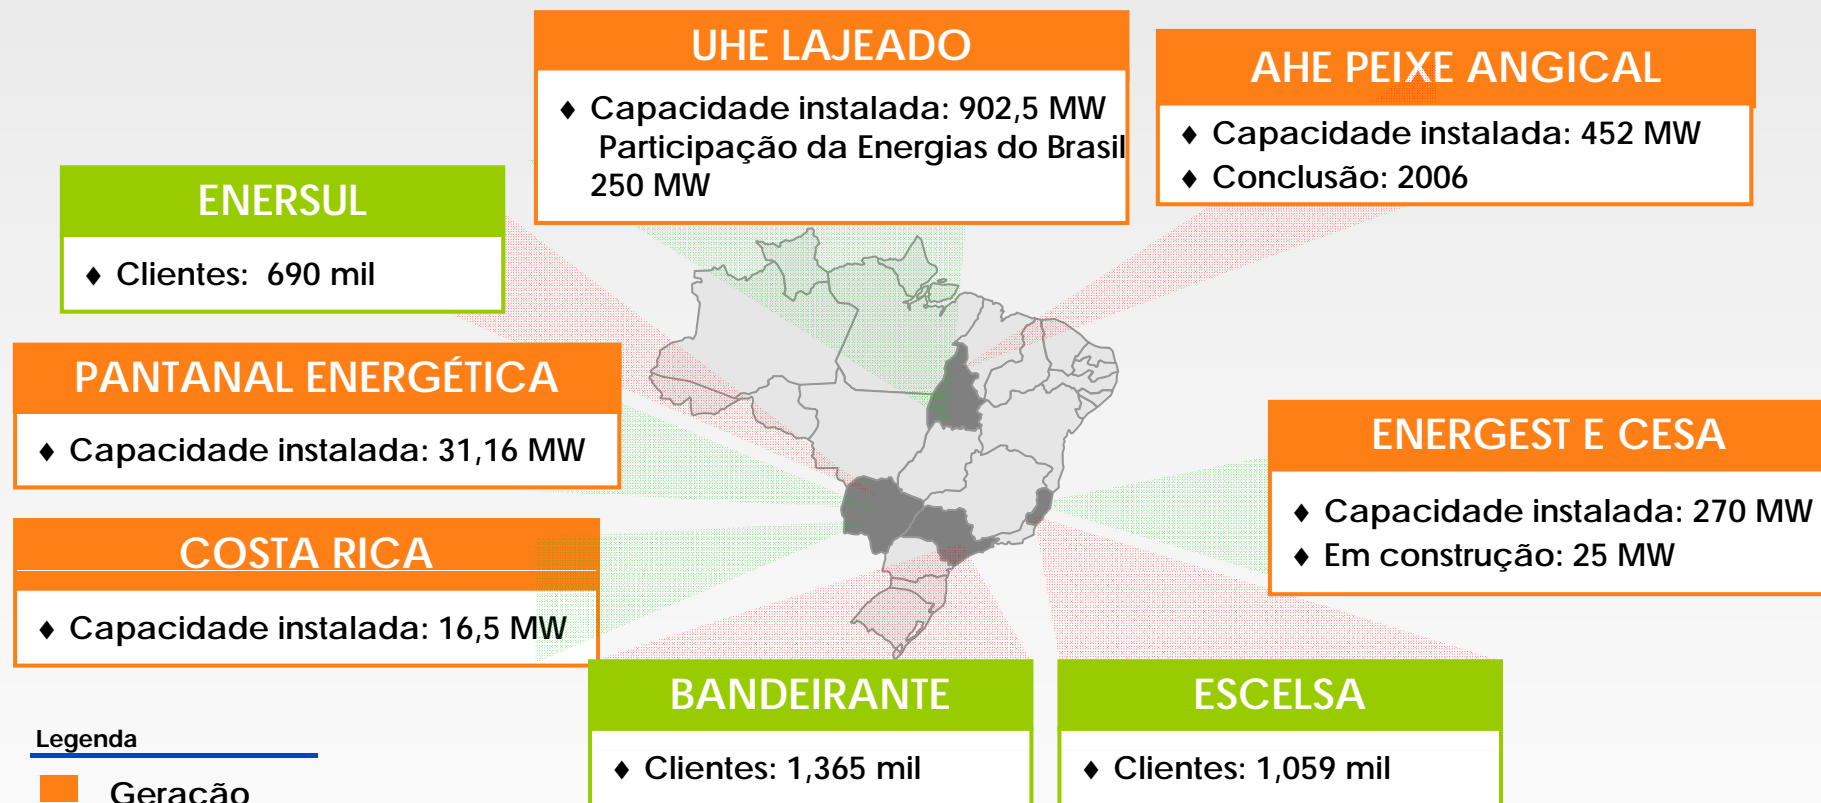 UHE LAJEADO
♦ Capacidade instalada: 902,5 MW
Participação da Energias do Brasil
250 MW
AHE PEIXE ANGICAL
♦ Capacidade instalada: 452 MW
♦ Conclusão: 2006
ENERSUL
♦ Clientes: 690 mil
PANTANAL ENERGÉTICA
♦ Capacidade instalada: 31,16 MW
ENERGEST E CESA
♦ Capacidade instalada: 270 MW
♦ Em construção: 25 MW
COSTA RICA
♦ Capacidade instalada: 16,5 MW
BANDEIRANTE
♦ Clientes: 1,365 mil
ESCELSA
♦ Clientes: 1,059 mil
Legenda
Geração